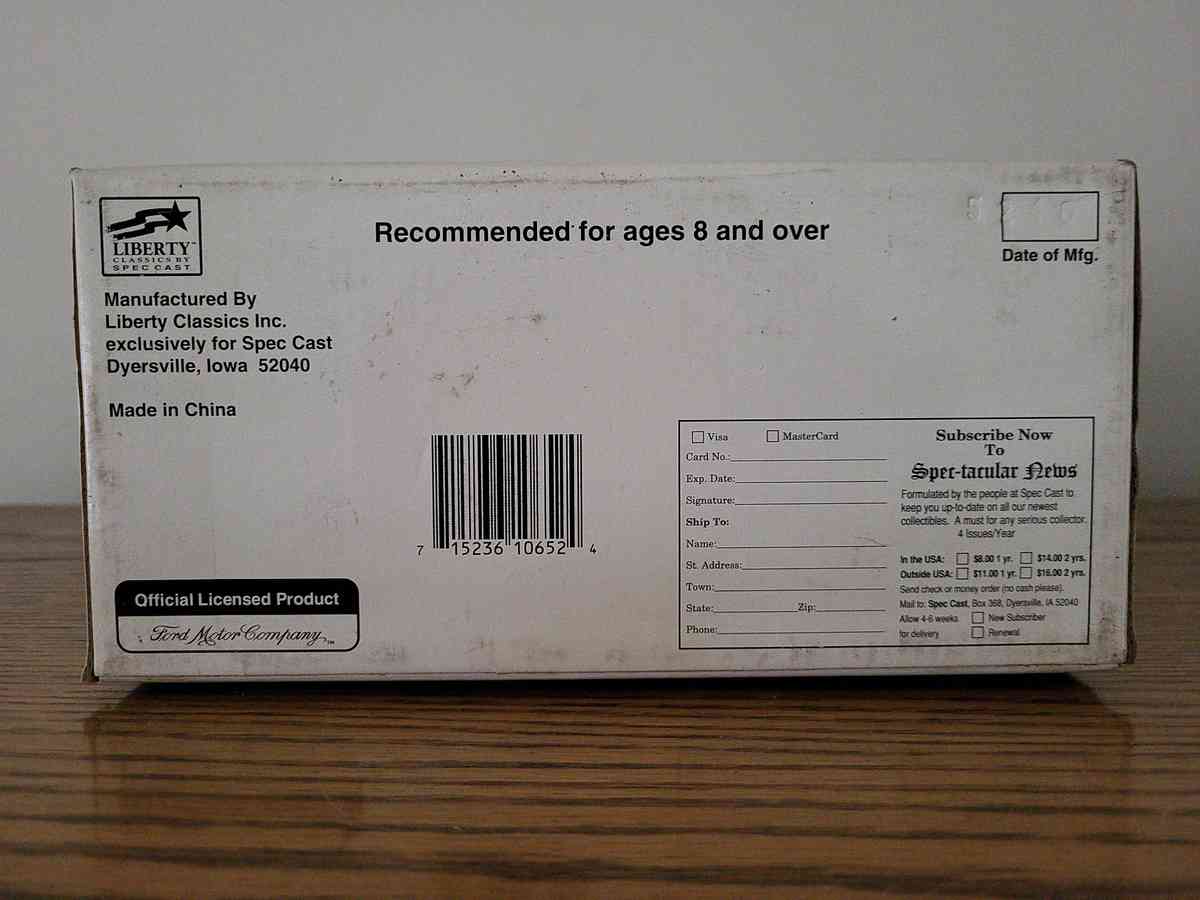 LIBERTY™
CLASSICS BY
SPEC CAST
Recommended for ages 8 and over
Date of Mfg.
Manufactured By
Liberty Classics Inc.
exclusively for Spec Cast
Dyersville, Iowa 52040
Made in China
7 15236 10652 4
Official Licensed Product
Ford Motor Company™
Visa MasterCard
Card No.:
Exp. Date:
Signature:
Ship To:
Name:
St. Address:
Town:
State: Zip:
Phone:
Subscribe Now
To
Spec-tacular News
Formulated by the people at Spec Cast to
keep you up-to-date on all our newest
collectibles. A must for any serious collector.
4 Issues/Year
In the USA: $8.00 1 yr. $14.00 2 yrs.
Outside USA: $11.00 1 yr. $16.00 2 yrs.
Send check or money order (no cash please).
Mail to: Spec Cast, Box 368, Dyersville, IA 52040
Allow 4-6 weeks New Subscriber
for delivery Renewal